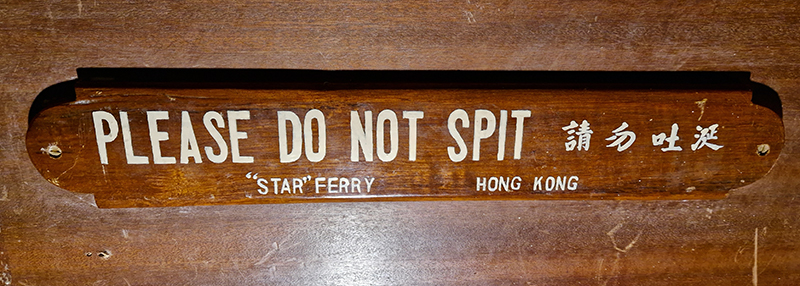 PLEASE DO NOT SPIT 請勿吐涎
"STAR" FERRY HONG KONG